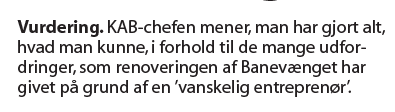 Vurdering. KAB-chefen mener, man har gjort alt,
hvad man kunne, i forhold til de mange udfor-
dringer, som renoveringen af Banevænget har
givet på grund af en ’vanskelig entreprenør’.